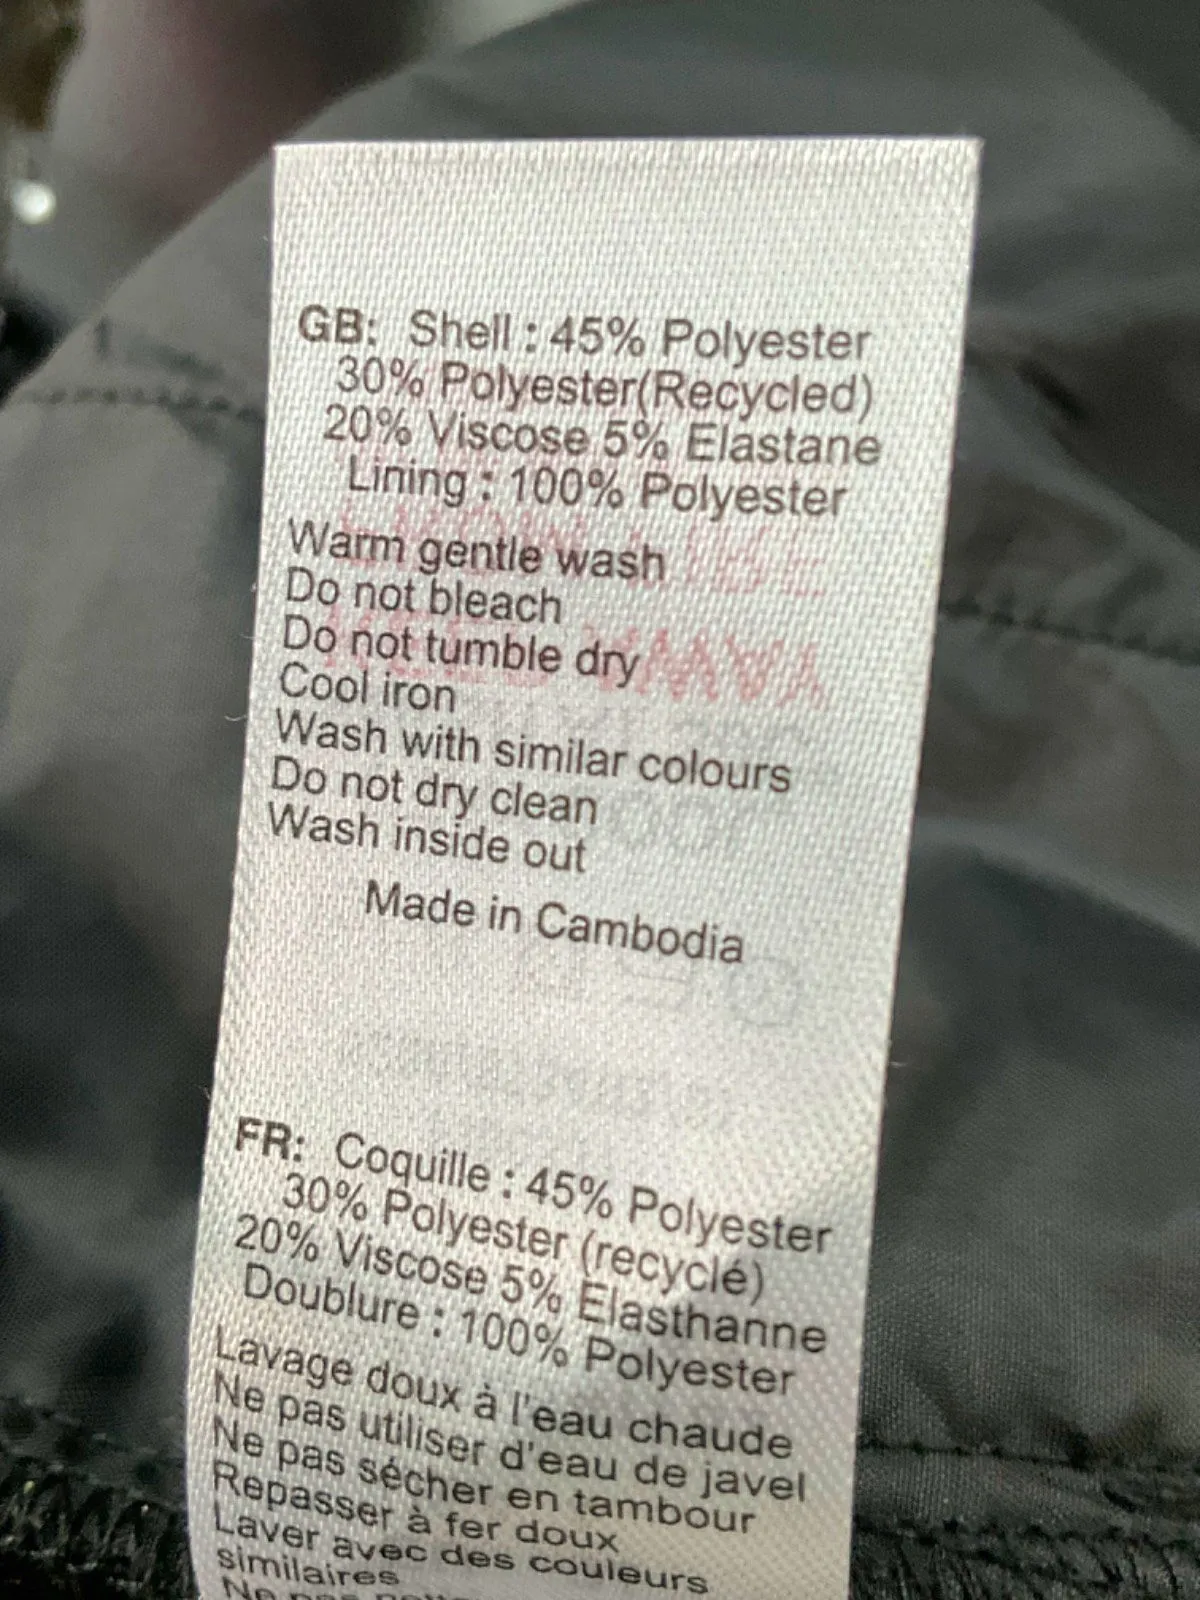 GB: Shell : 45% Polyester
30% Polyester(Recycled)
20% Viscose 5% Elastane
Lining : 100% Polyester
Warm gentle wash
Do not bleach
Do not tumble dry
Cool iron
Wash with similar colours
Do not dry clean
Wash inside out
Made in Cambodia
FR: Coquille : 45% Polyester
30% Polyester (recyclé)
20% Viscose 5% Élasthanne
Doublure : 100% Polyester
Lavage doux à l'eau chaude
Ne pas utiliser d'eau de javel
Ne pas sécher en tambour
Repasser à fer doux
Laver avec des couleurs
similaires
Ne pas